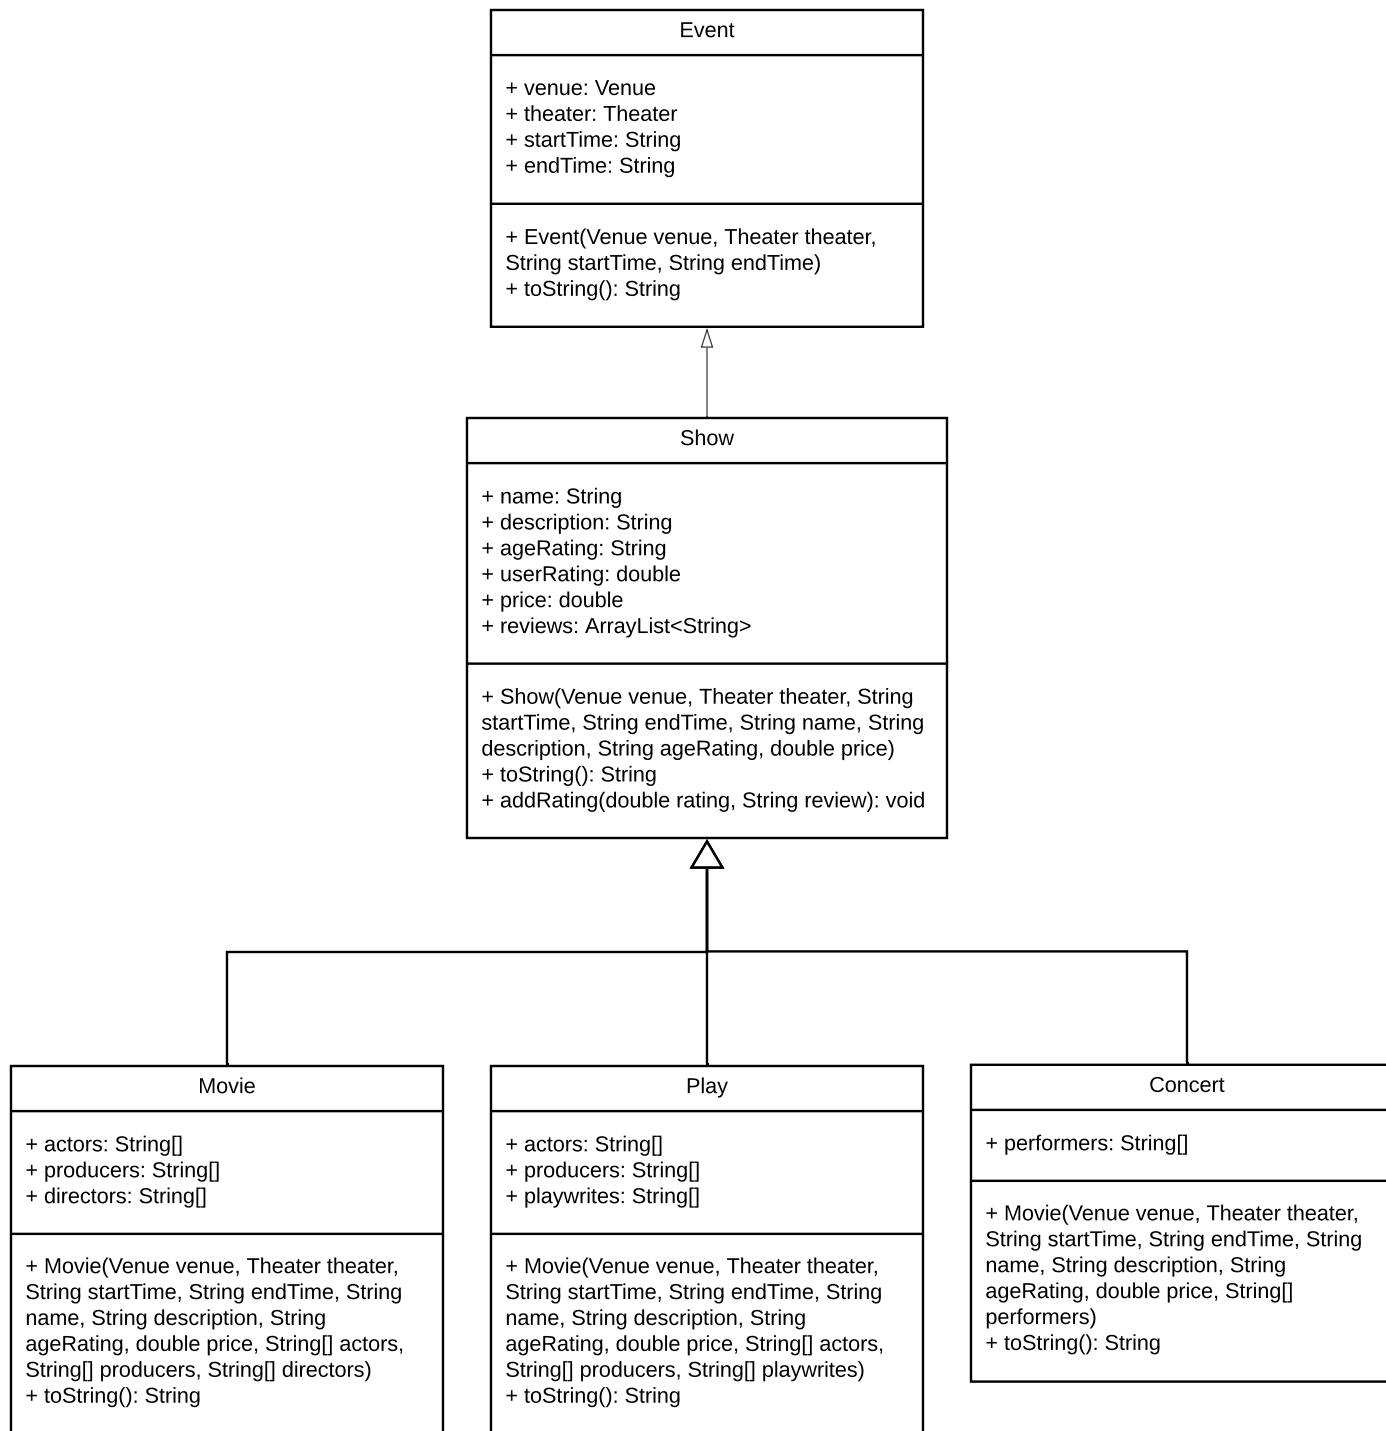 Event
+ venue: Venue
+ theater: Theater
+ startTime: String
+ endTime: String
+ Event(Venue venue, Theater theater,
String startTime, String endTime)
+ toString(): String
Show
+ name: String
+ description: String
+ ageRating: String
+ userRating: double
+ price: double
+ reviews: ArrayList<String>
+ Show(Venue venue, Theater theater, String
startTime, String endTime, String name, String
description, String ageRating, double price)
+ toString(): String
+ addRating(double rating, String review): void
Movie
+ actors: String[]
+ producers: String[]
+ directors: String[]
+ Movie(Venue venue, Theater theater,
String startTime, String endTime, String
name, String description, String
ageRating, double price, String[] actors,
String[] producers, String[] directors)
+ toString(): String
Play
+ actors: String[]
+ producers: String[]
+ playwrites: String[]
+ Movie(Venue venue, Theater theater,
String startTime, String endTime, String
name, String description, String
ageRating, double price, String[] actors,
String[] producers, String[] playwrites)
+ toString(): String
Concert
+ performers: String[]
+ Movie(Venue venue, Theater theater,
String startTime, String endTime, String
name, String description, String
ageRating, double price, String[]
performers)
+ toString(): String